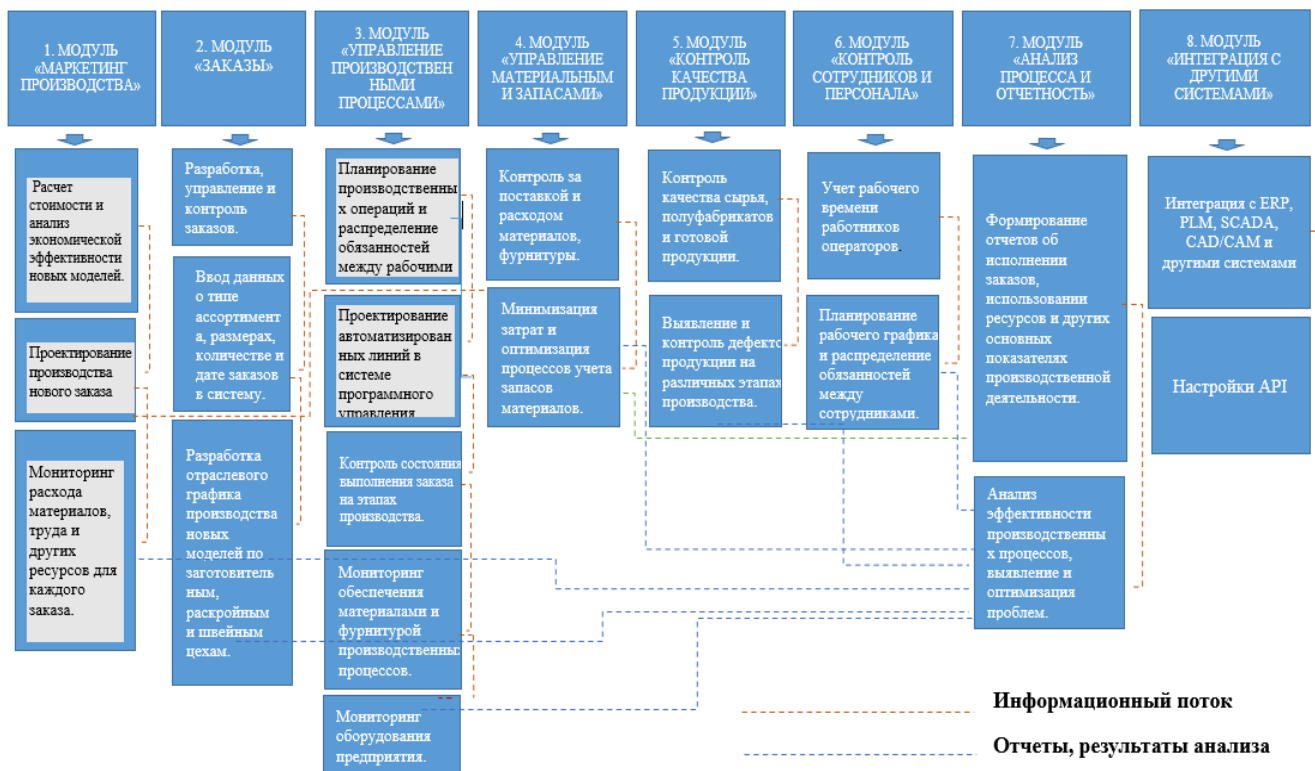 1. МОДУЛЬ
«МАРКЕТИНГ
ПРОИЗВОДСТВА»
Расчет
стоимости и
анализ
экономической
эффективности
новых моделей.
Проектирование
производства
нового заказа
Мониторинг
расхода
материалов,
труда и
других
ресурсов для
каждого
заказа.
2. МОДУЛЬ
«ЗАКАЗЫ»
Разработка,
управление и
контроль
заказов.
Ввод данных
о типе
ассортимент
а, размерах,
количестве и
дате заказов
в систему.
Разработка
отраслевого
графика
производства
новых
моделей по
заготовитель
ным,
раскройным
и швейным
цехам.
3. МОДУЛЬ
«УПРАВЛЕНИЕ
ПРОИЗВОДСТВЕН
НЫМИ
ПРОЦЕССАМИ»
Планирование
производственны
х операций и
распределение
обязанностей
между рабочими
Проектирование
автоматизирован
ных линий в
системе
программного
управления
Контроль состояния
выполнения заказа
на этапах
производства.
Мониторинг
обеспечения
материалами и
фурнитурой
производственны
процессов.
Мониторинг
оборудования
предприятия.
4. МОДУЛЬ
«УПРАВЛЕНИЕ
МАТЕРИАЛЬНЫМ
И ЗАПАСАМИ»
Контроль за
поставкой и
расходом
материалов,
фурнитуры.
Минимизация
затрат и
оптимизация
процессов учета
запасов
материалов.
5. МОДУЛЬ
«КОНТРОЛЬ
КАЧЕСТВА
ПРОДУКЦИИ»
Контроль
качества сырья,
полуфабрикатов
и готовой
продукции.
Выявление и
контроль дефекто
продукции на
различных этапах
производства.
6. МОДУЛЬ
«КОНТРОЛЬ
СОТРУДНИКОВ И
ПЕРСОНАЛА»
Учет рабочего
времени
работников
операторов.
Планирование
рабочего графика
и распределение
обязанностей
между
сотрудниками.
7. МОДУЛЬ
«АНАЛИЗ
ПРОЦЕССА И
ОТЧЕТНОСТЬ»
Формирование
отчетов об
исполнении
заказов,
использовании
ресурсов и других
основных
показателях
производственной
деятельности.
Анализ
эффективности
производственны
х процессов,
выявление и
оптимизация
проблем.
8. МОДУЛЬ
«ИНТЕГРАЦИЯ С
ДРУГИМИ
СИСТЕМАМИ»
Интеграция с ERP,
PLM, SCADA,
CAD/CAM и
другими системами
Настройки API
Информационный поток
Отчеты, результаты анализа